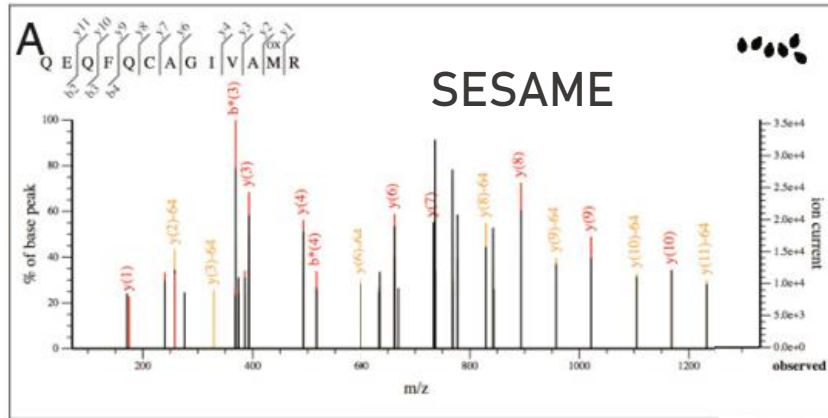 A
y11 y10 y9 y8 y7 y6 y4 y3 y2 y1
ox
Q E Q F Q C A G I V A M R
b2 b3 b4
SESAME
b*(3)
y(1)
y(2)-64
y(3)-64
y(3)
y(4)
b*(4)
y(6)-64
y(6)
y(7)
y(8)-64
y(8)
y(9)-64
y(9)
y(10)-64
y(10)
y(11)-64
% of base peak
100
80
60
40
20
0
3.5e+4
3.0e+4
2.5e+4
2.0e+4
1.5e+4
1.0e+4
5.0e+3
0.0e+0
ion current
200 400 600 800 1000 1200 observed
m/z